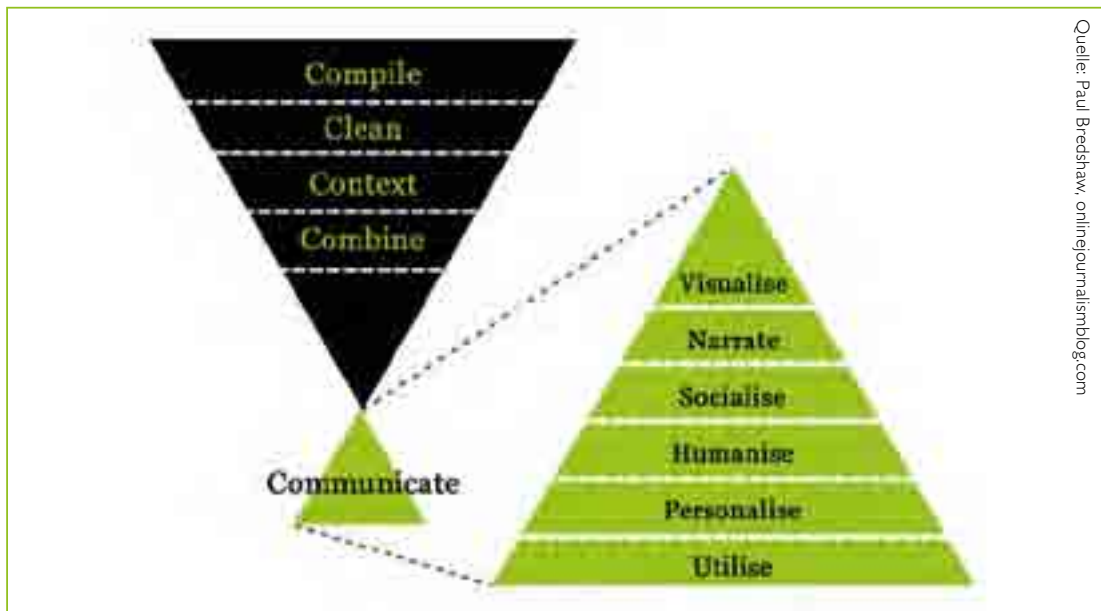 Compile
Clean
Context
Combine
Communicate
Visualise
Narrate
Socialise
Humanise
Personalise
Utilise
Quelle: Paul Bredshaw, onlinejournalismblog.com